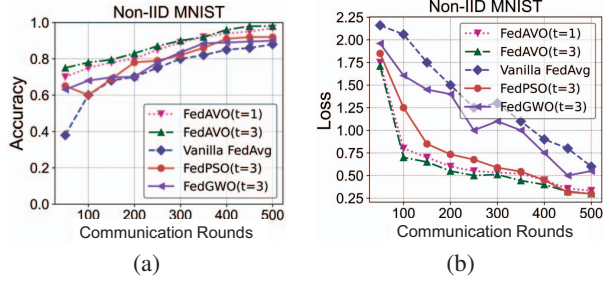 Non-IID MNIST
Accuracy
1.0
0.8
0.6
0.4
0.2
0.0
FedAVO(t=1)
FedAVO(t=3)
Vanilla FedAvg
FedPSO(t=3)
FedGWO(t=3)
100 200 300 400 500
Communication Rounds
(a)
Non-IID MNIST
Loss
2.25
2.00
1.75
1.50
1.25
1.00
0.75
0.50
0.25
FedAVO(t=1)
FedAVO(t=3)
Vanilla FedAvg
FedPSO(t=3)
FedGWO(t=3)
100 200 300 400 500
Communication Rounds
(b)